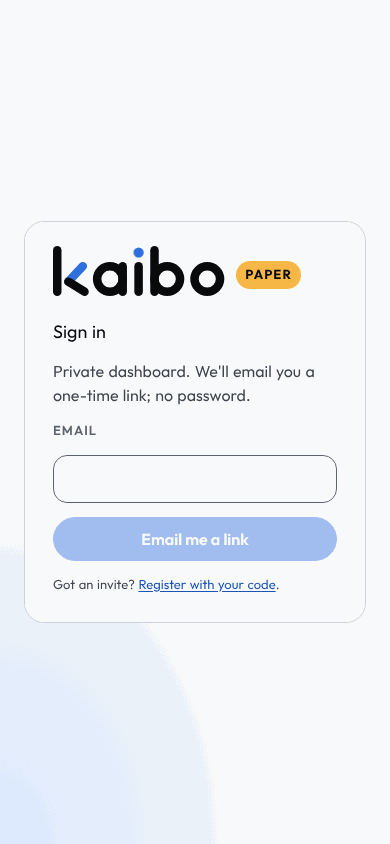 kaibo PAPER
Sign in
Private dashboard. We'll email you a
one-time link; no password.
EMAIL
Email me a link
Got an invite? Register with your code.